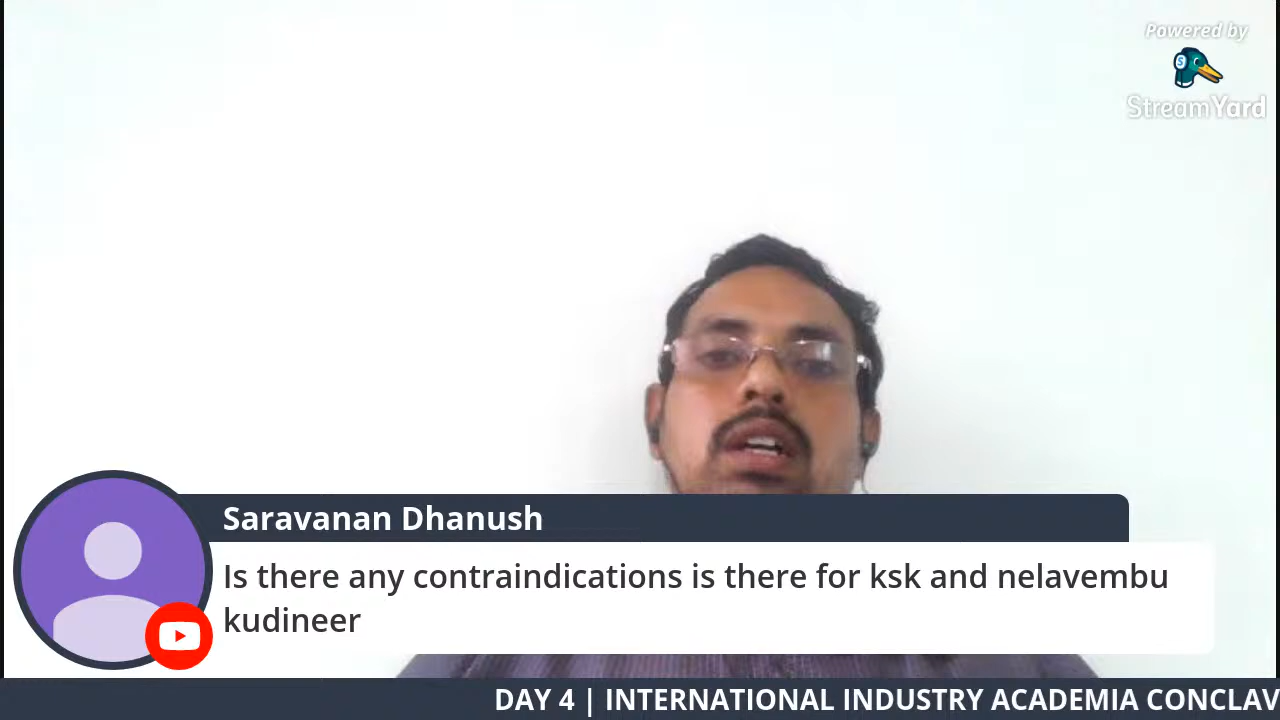 Powered by
StreamYard
Saravanan Dhanush
Is there any contraindications is there for ksk and nelavembu
kudineer
DAY 4 | INTERNATIONAL INDUSTRY ACADEMIA CONCLAV